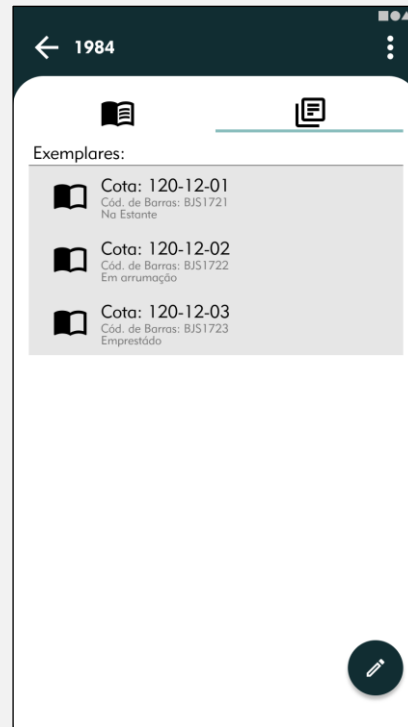 1984
Exemplares:
Cota: 120-12-01
Cód. de Barras: BJS1721
Na Estante
Cota: 120-12-02
Cód. de Barras: BJS1722
Em arrumação
Cota: 120-12-03
Cód. de Barras: BJS1723
Emprestádo